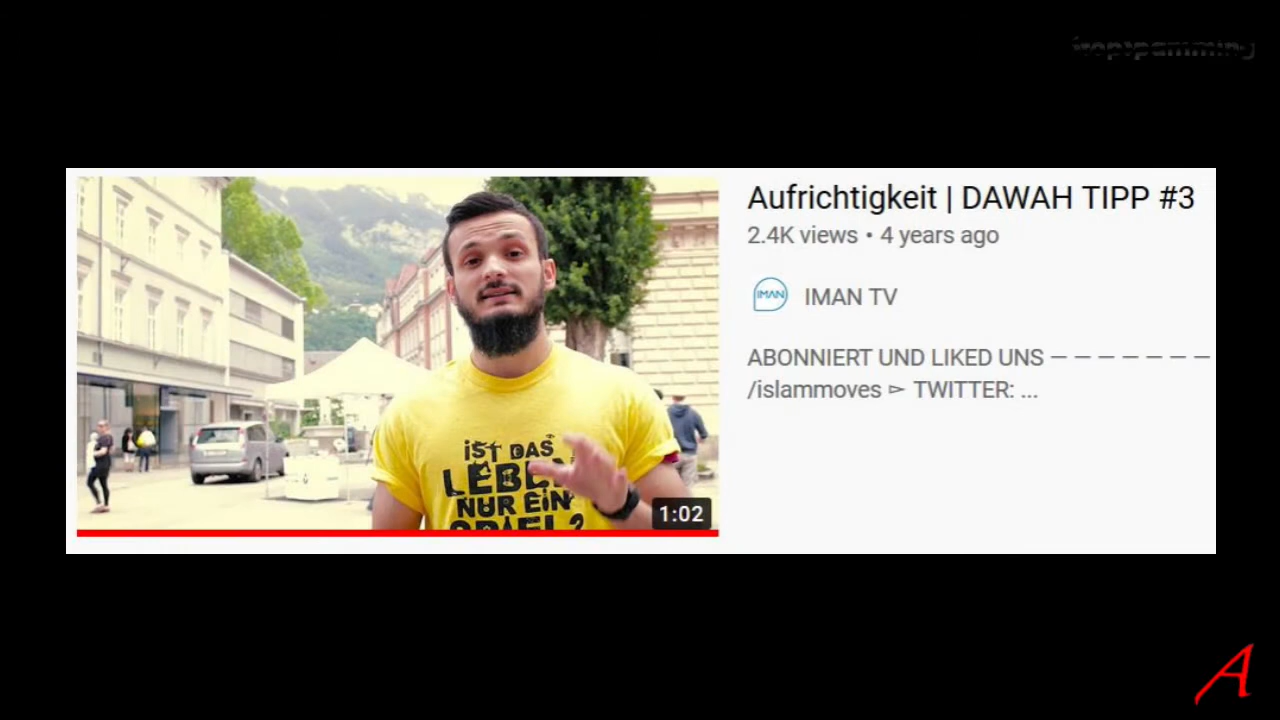 Aufrichtigkeit | DAWAH TIPP #3
2.4K views • 4 years ago
IMAN
IMAN TV
ABONNIERT UND LIKED UNS – – – – – – –
/islammoves ➣ TWITTER: ...
iST DAS
LEBEN
NUR EiN
SPIEL?
1:02
A